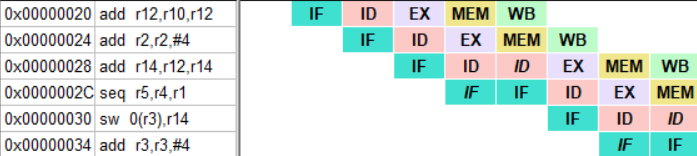 0x00000020 add r12,r10,r12 IF ID EX MEM WB
0x00000024 add r2,r2,#4 IF ID EX MEM WB
0x00000028 add r14,r12,r14 IF ID ID EX MEM WB
0x0000002C seq r5,r4,r1 IF IF ID EX MEM
0x00000030 sw 0(r3),r14 IF ID ID
0x00000034 add r3,r3,#4 IF IF